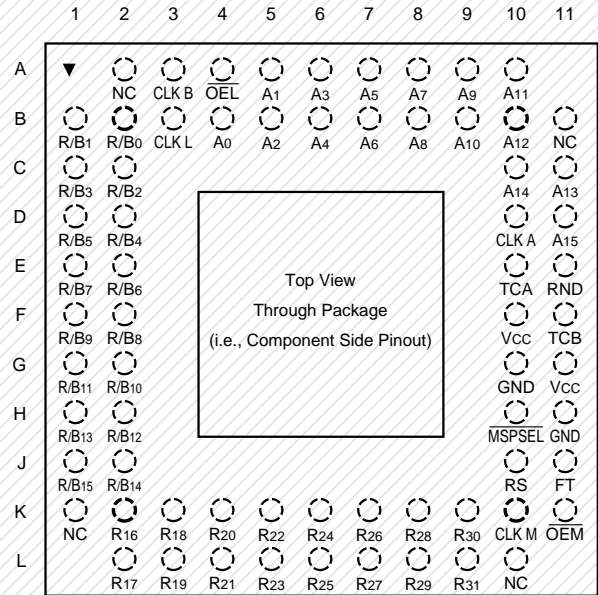 1 2 3 4 5 6 7 8 9 10 11
A
NC CLK B OEL A1 A3 A5 A7 A9 A11
B
R/B1 R/B0 CLK L A0 A2 A4 A6 A8 A10 A12 NC
C
R/B3 R/B2 A14 A13
D
R/B5 R/B4 CLK A A15
E
R/B7 R/B6 TCA RND
F
R/B9 R/B8 VCC TCB
G
R/B11 R/B10 GND VCC
H
R/B13 R/B12 MSPSEL GND
J
R/B15 R/B14 RS FT
K
NC R16 R18 R20 R22 R24 R26 R28 R30 CLK M OEM
L
R17 R19 R21 R23 R25 R27 R29 R31 NC
Top View
Through Package
(i.e., Component Side Pinout)